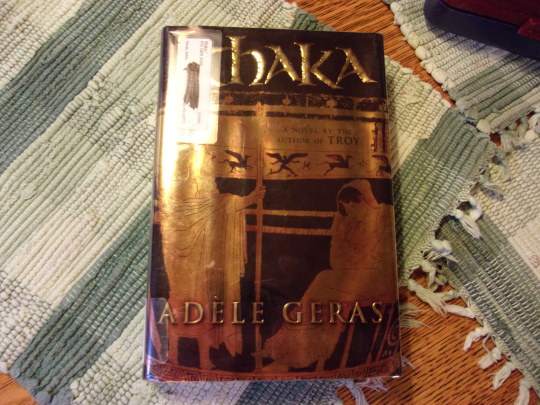 HAKA
A NOVEL BY THE
AUTHOR OF TROY
ADÈLE GERAS